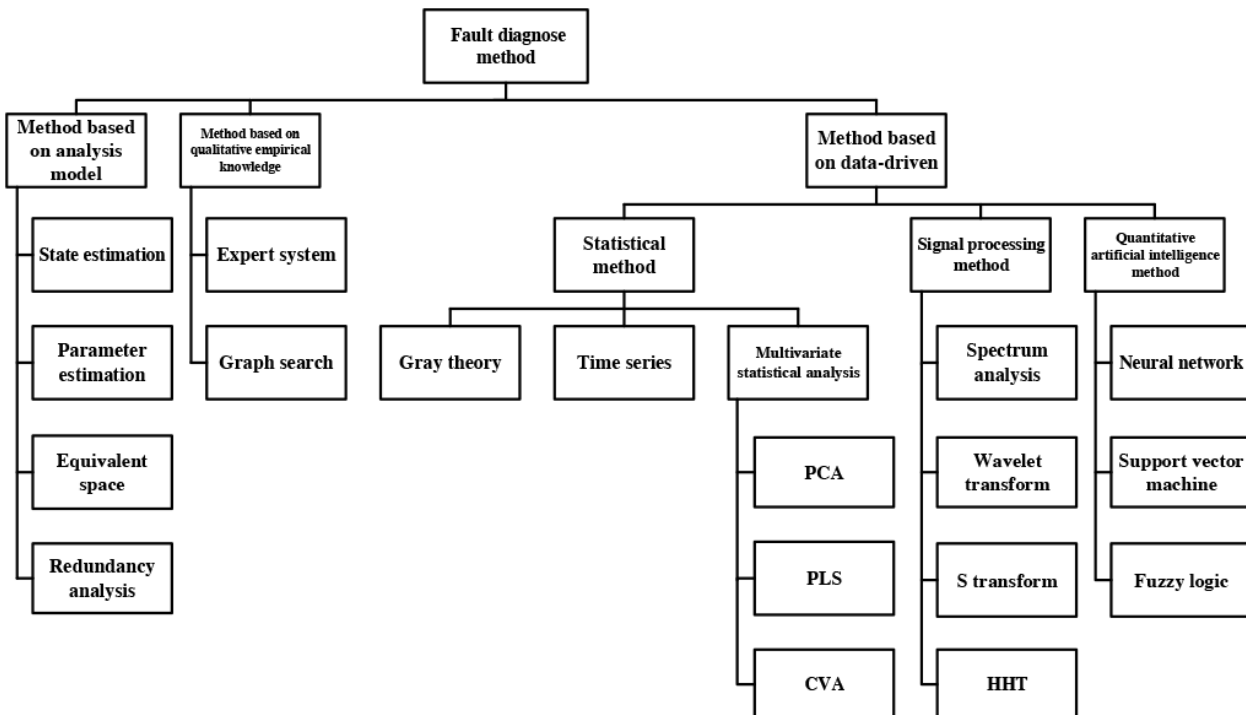 Fault diagnose
method
Method based
on analysis
model
Method based on
qualitative empirical
knowledge
Method based
on data-driven
State estimation
Expert system
Statistical
method
Signal processing
method
Quantitative
artificial intelligence
method
Parameter
estimation
Graph search
Gray theory
Time series
Multivariate
statistical analysis
Spectrum
analysis
Neural network
Equivalent
space
PCA
Wavelet
transform
Support vector
machine
Redundancy
analysis
PLS
S transform
Fuzzy logic
CVA
HHT